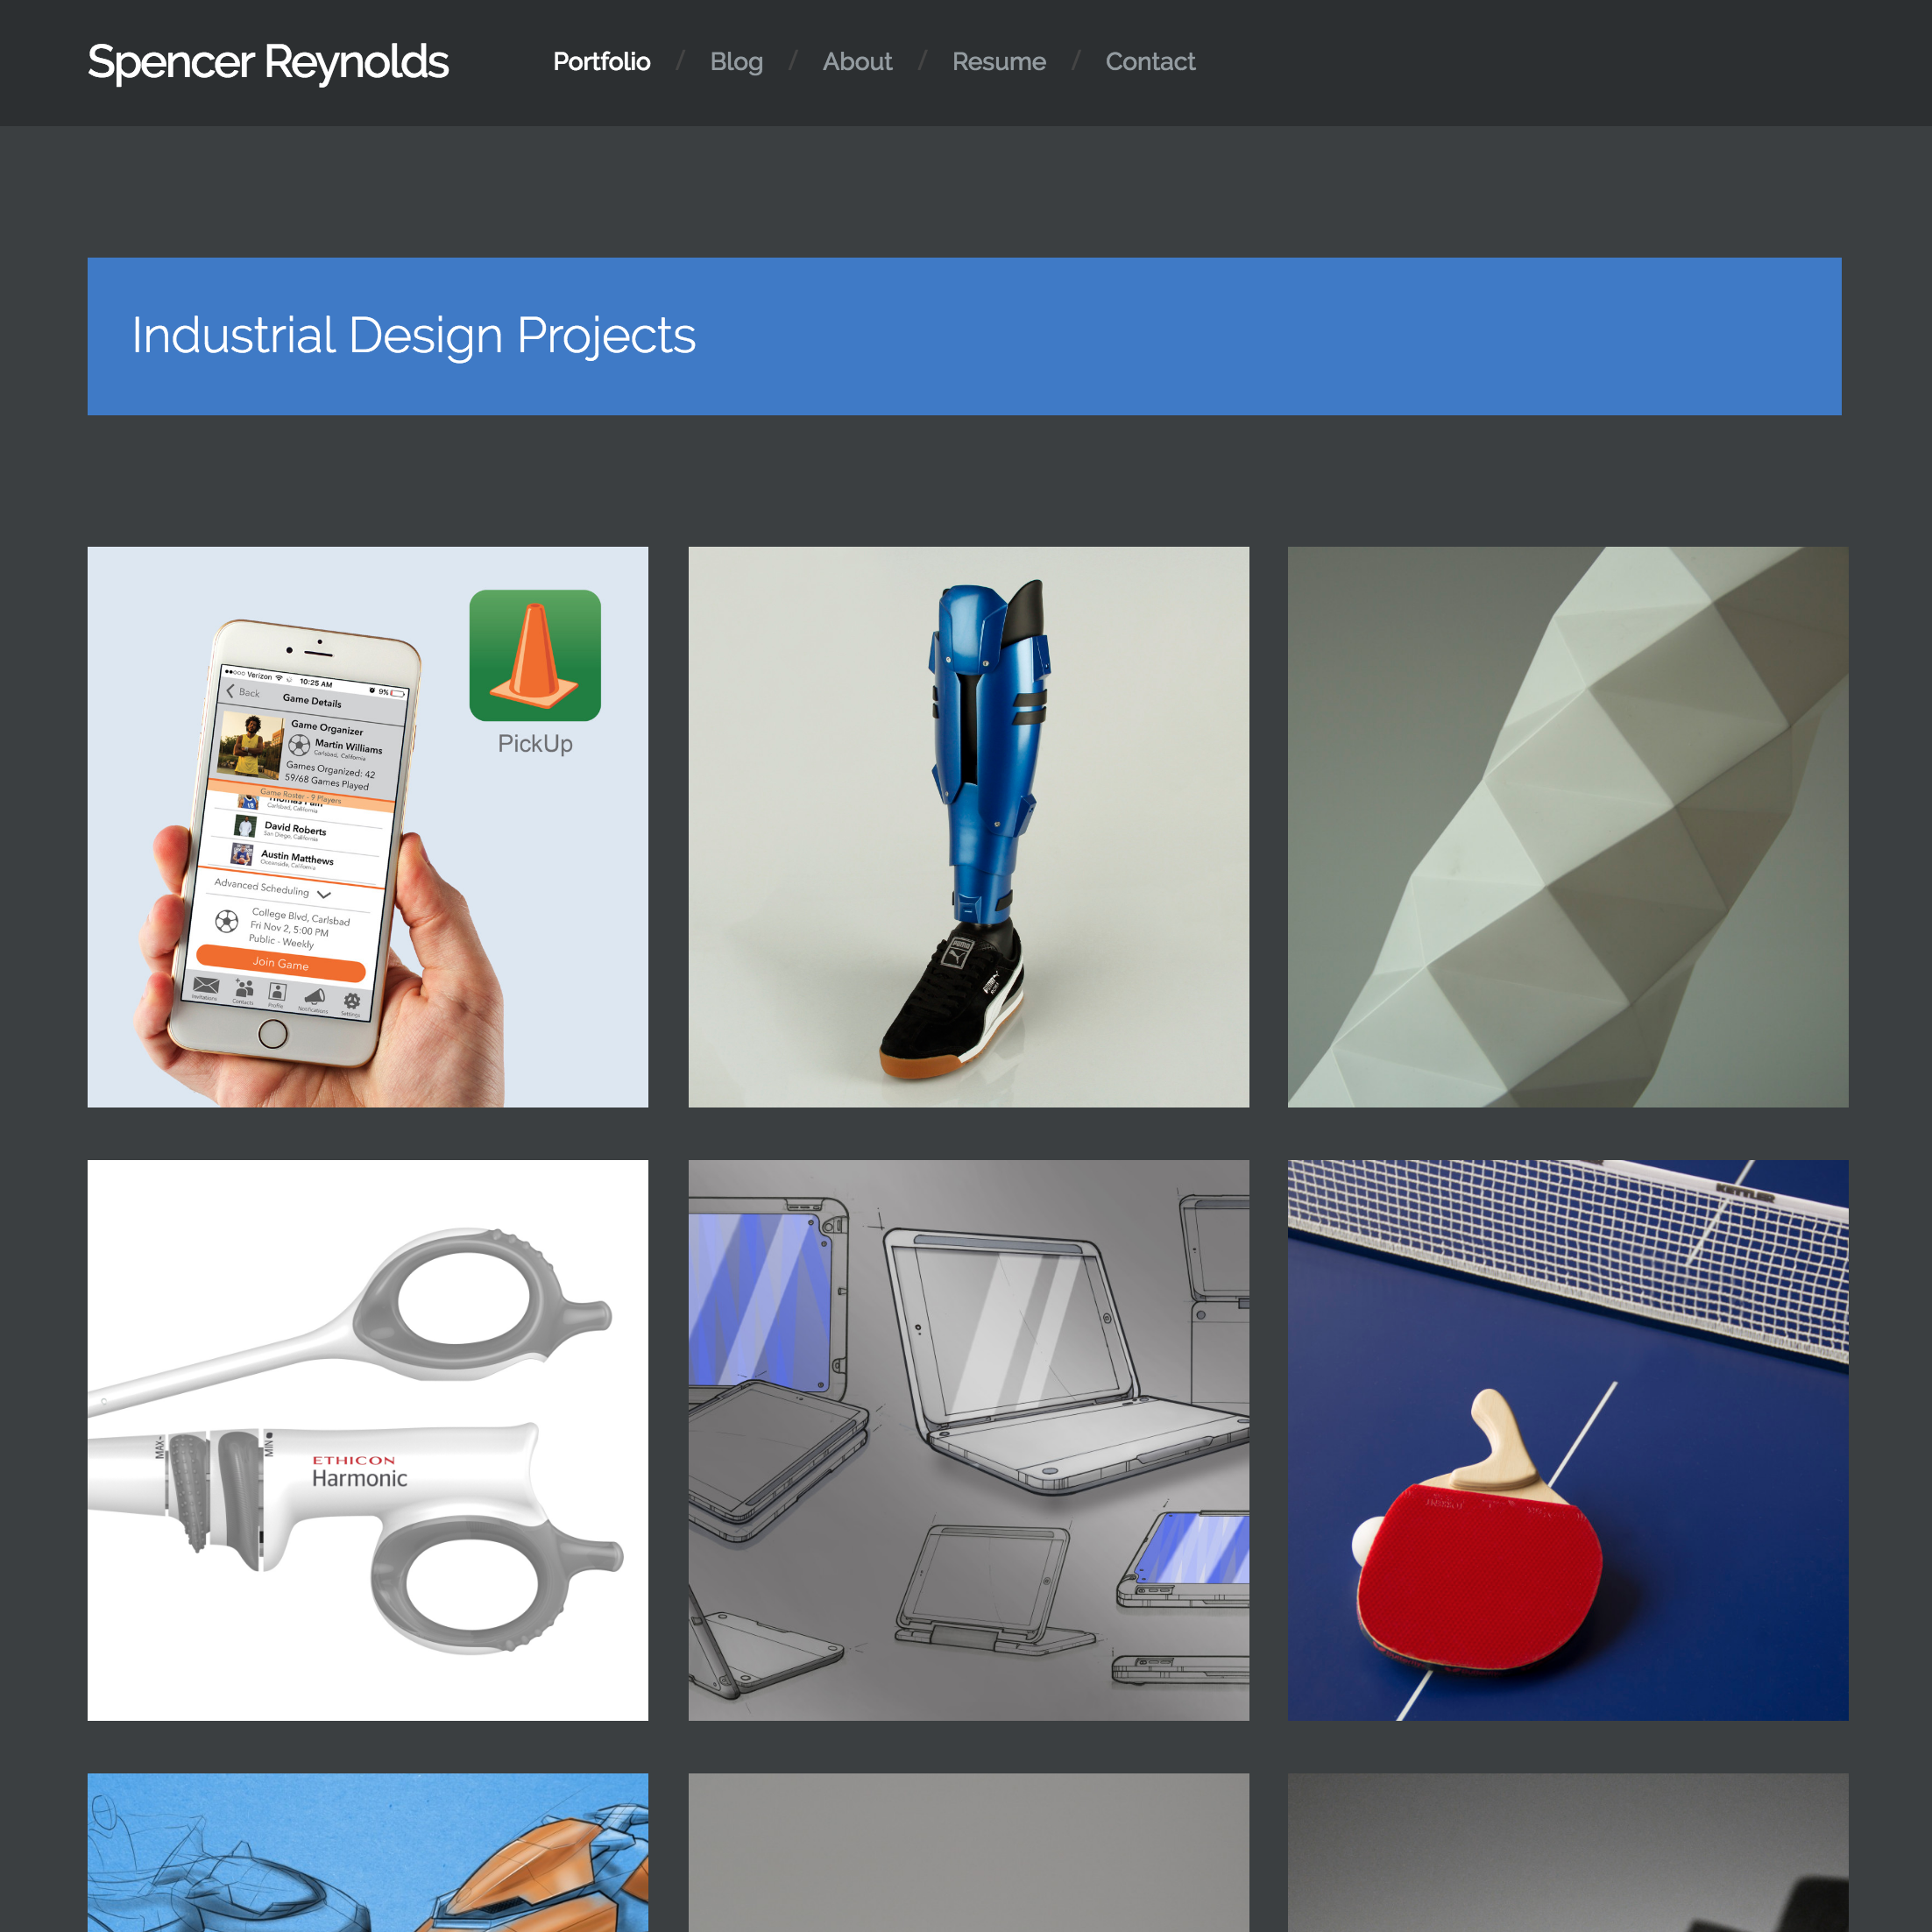 Spencer Reynolds
Portfolio / Blog / About / Resume / Contact
Industrial Design Projects
PickUp
Verizon 10:25 AM 9%
Back
Game Details
Game Organizer
Martin Williams
Carlsbad, California
Games Organized: 42
59/68 Games Played
Game Roster - 9 Players
Carlsbad, California
David Roberts
San Diego, California
Austin Matthews
Oceanside, California
Advanced Scheduling
College Blvd, Carlsbad
Fri Nov 2, 5:00 PM
Public - Weekly
Join Game
Invitations Contacts Profile Notifications Settings
PUMA
MAX
MIN
ETHICON
Harmonic